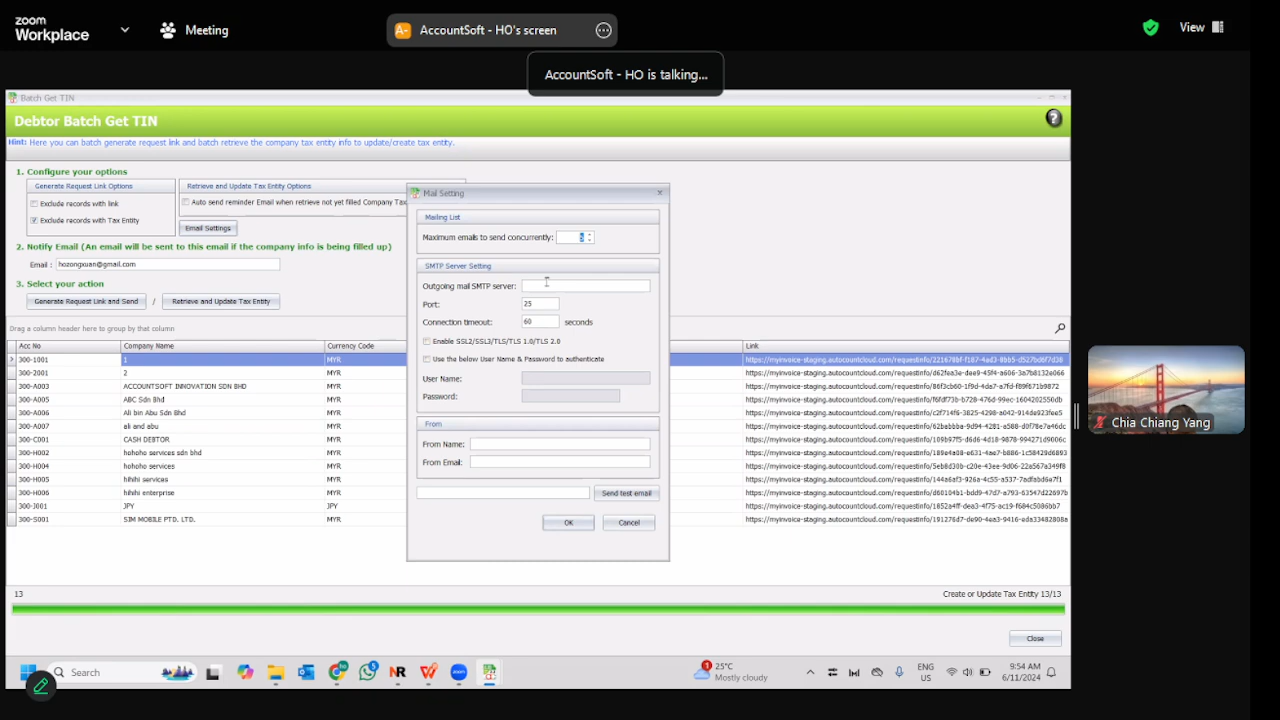 zoom
Workplace
Meeting
A- AccountSoft - HO's screen
View
AccountSoft - HO is talking...
Batch Get TIN
Debtor Batch Get TIN
Hint: Here you can batch generate request link and batch retrieve the company tax entity info to update/create tax entity.
1. Configure your options
Generate Request Link Options
Retrieve and Update Tax Entity Options
Exclude records with link
Auto send reminder Email when retrieve not yet filled Company Tax
Exclude records with Tax Entity
Email Settings
2. Notify Email (An email will be sent to this email if the company info is being filled up)
Email : hozongxuan@gmail.com
3. Select your action
Generate Request Link and Send / Retrieve and Update Tax Entity
Mail Setting
Mailing List
Maximum emails to send concurrently:
SMTP Server Setting
Outgoing mail SMTP server:
Port: 25
Connection timeout: 60 seconds
Enable SSL2/SSL3/TLS/TLS 1.0/TLS 2.0
Use the below User Name & Password to authenticate
User Name:
Password:
From
From Name:
From Email:
Send test email
OK Cancel
Drag a column header here to group by that column
Acc No Company Name Currency Code Link
300-1001 1 MYR
300-2001 2 MYR
300-A003 ACCOUNTSOFT INNOVATION SDN BHD MYR
300-A005 ABC Sdn Bhd MYR
300-A006 Ali bin Abu Sdn Bhd MYR
300-A007 ali and abu MYR
300-C001 CASH DEBTOR MYR
300-H002 hohoho services sdn bhd MYR
300-H004 hohoho services MYR
300-H005 hihihi services MYR
300-H006 hihihi enterprise MYR
300-J001 JPY JPY
300-S001 SIM MOBILE PTD. LTD. MYR
13 Create or Update Tax Entity 13/13
Close
Chia Chiang Yang
Search
25°C
Mostly cloudy
ENG
US
9:54 AM
6/11/2024